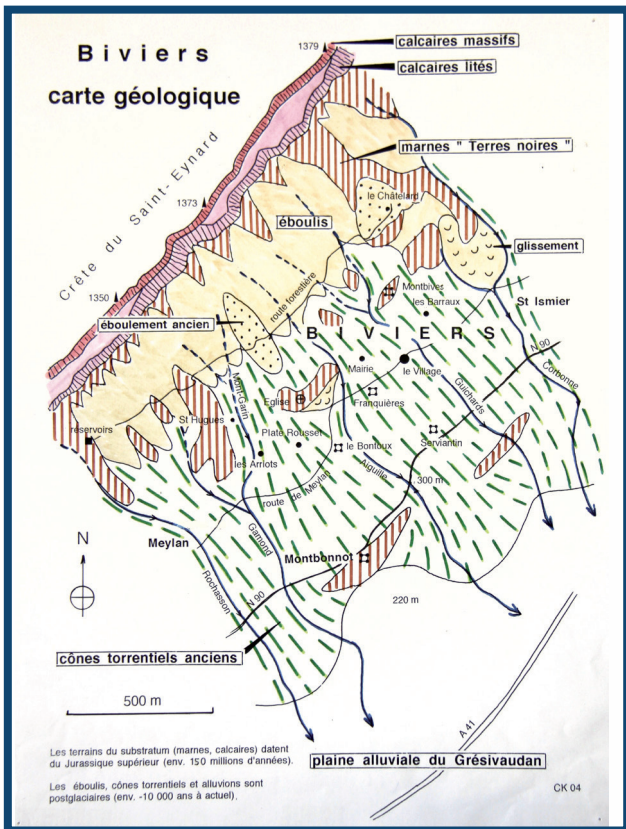 Biviers
carte géologique
1379
calcaires massifs
calcaires lités
marnes " Terres noires "
Crête du Saint-Eynard
1373
le Châtelard
éboulis
glissement
1350
route forestière
Montbives
les Barraux
St Ismier
éboulement ancien
BIVIERS
N 90
Mairie
le Village
Corbonne
Mont-Garin
Guichards
Eglise
Franquières
réservoirs
St Hugues
Plate Rousset
le Bontoux
Serviantin
les Arriots
Aiguille
300 m
route de Meylan
Meylan
Gamond
N
Montbonnot
Rochasson
N 90
220 m
cônes torrentiels anciens
500 m
A 41
Les terrains du substratum (marnes, calcaires) datent
du Jurassique supérieur (env. 150 millions d'années).
plaine alluviale du Grésivaudan
Les éboulis, cônes torrentiels et alluvions sont
postglaciaires (env. -10 000 ans à actuel).
CK 04